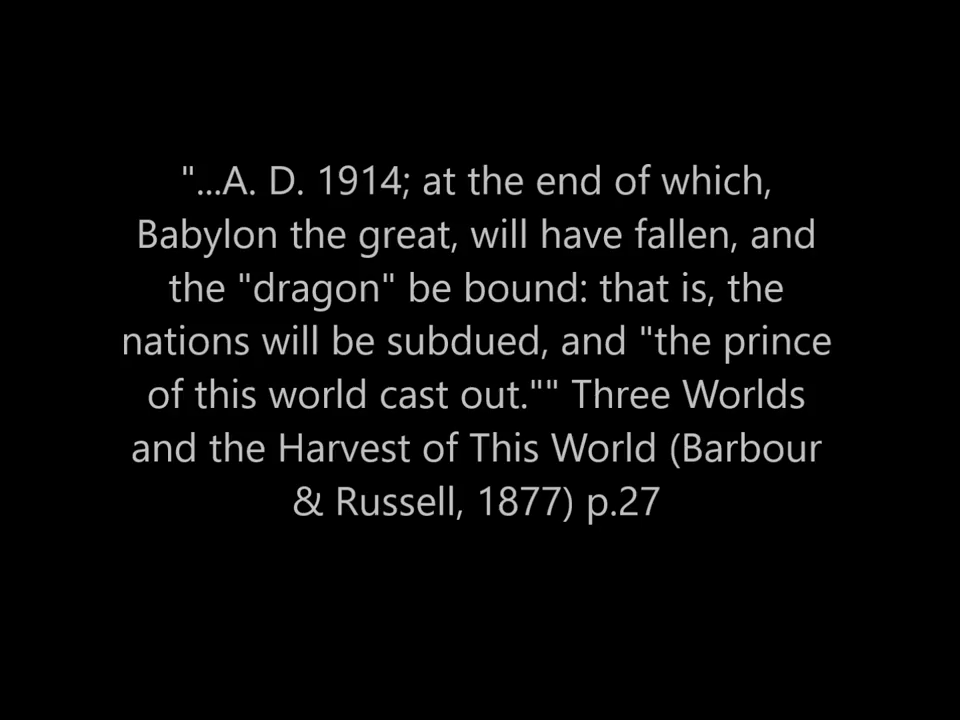 "...A. D. 1914; at the end of which,
Babylon the great, will have fallen, and
the "dragon" be bound: that is, the
nations will be subdued, and "the prince
of this world cast out."" Three Worlds
and the Harvest of This World (Barbour
& Russell, 1877) p.27